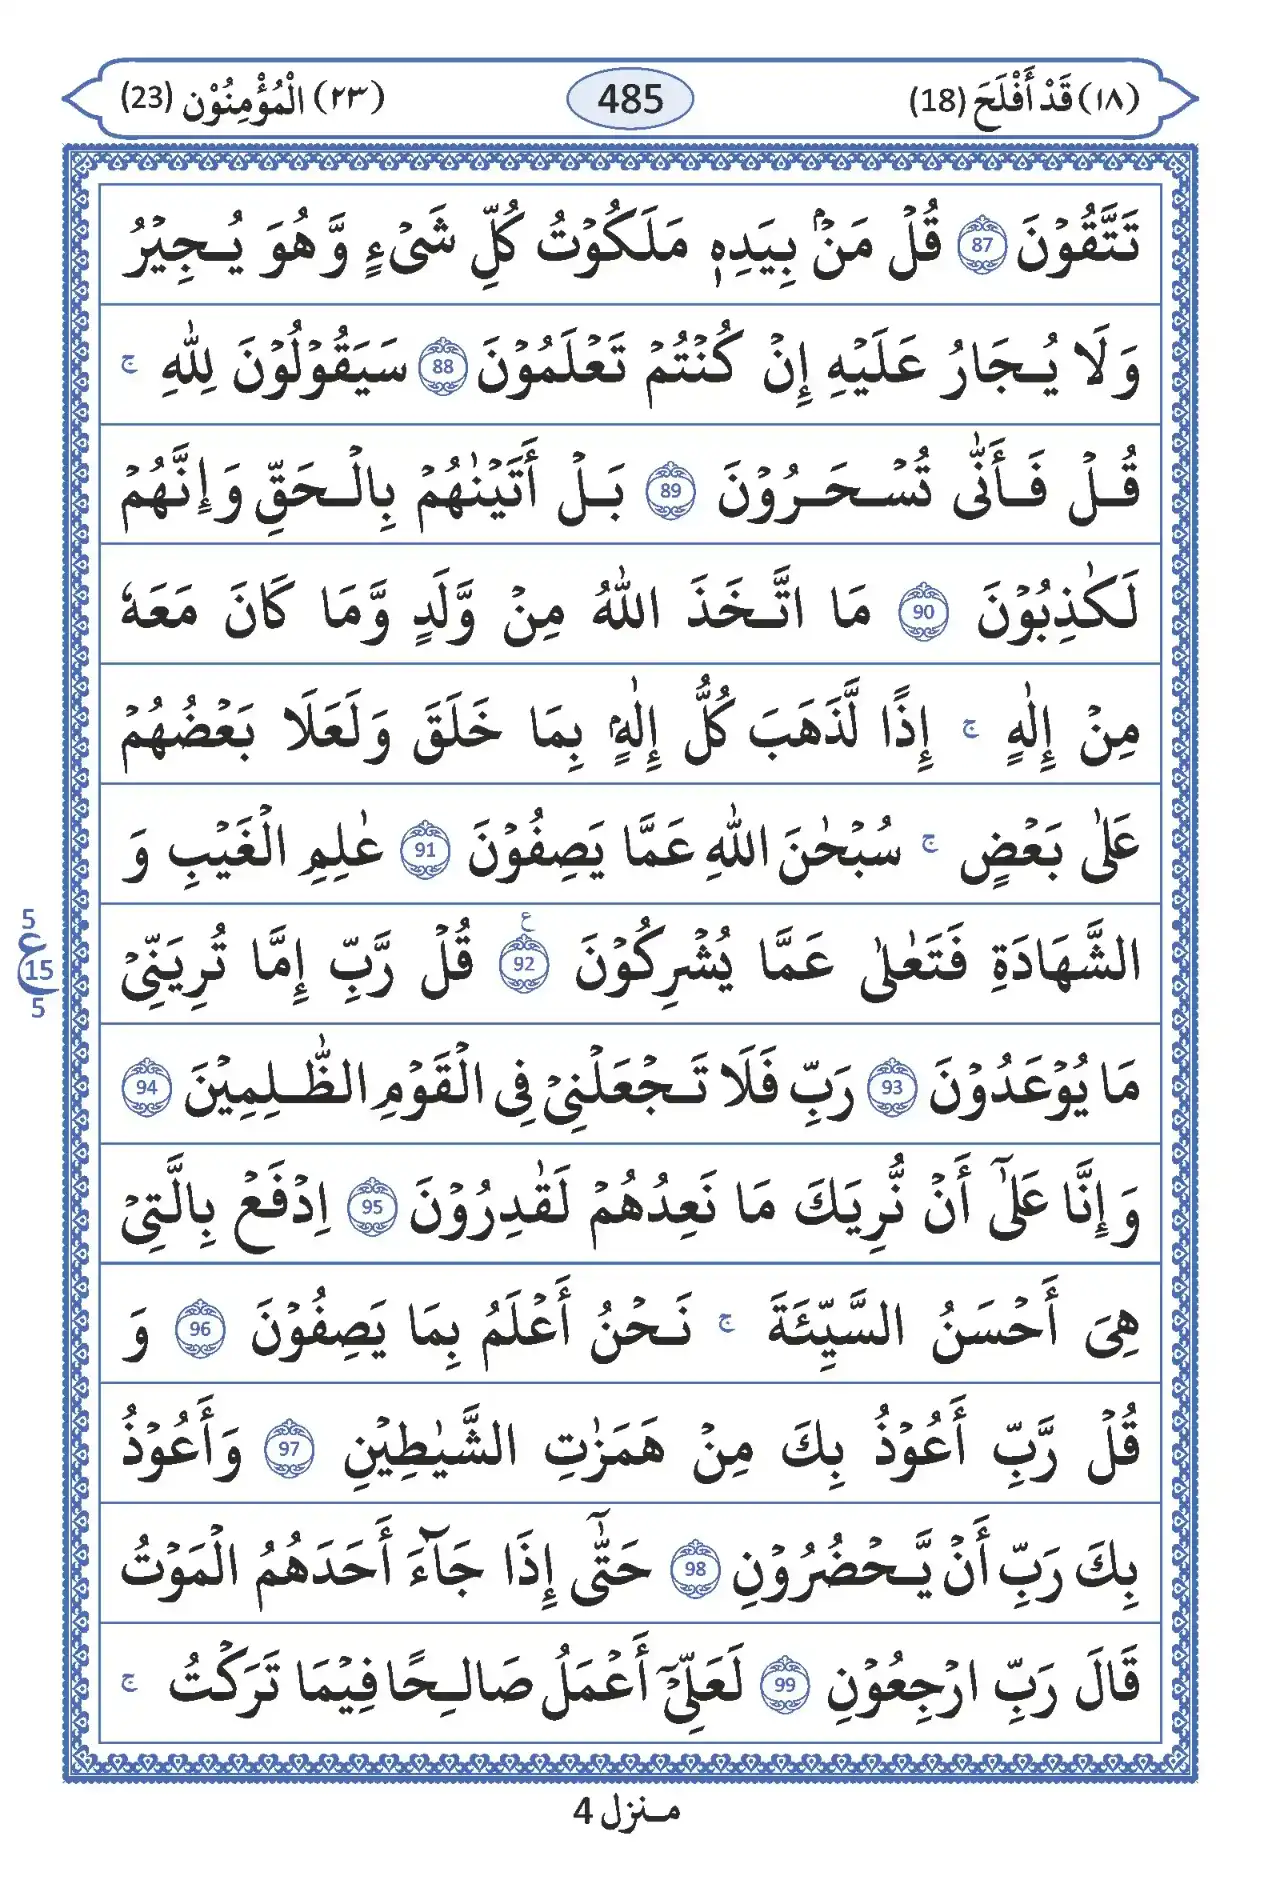 (١٨) قَدْ أَفْلَحَ (18) 485 (٢٣) الْمُؤْمِنُوْن (23)
تَتَّقُوْنَ 87 قُلْ مَنْۢ بِيَدِهٖ مَلَكُوْتُ كُلِّ شَىْءٍ وَّ هُوَ يُجِيْرُ
وَلَا يُجَارُ عَلَيْهِ إِنْ كُنْتُمْ تَعْلَمُوْنَ 88 سَيَقُوْلُوْنَ لِلّٰهِ ج
قُلْ فَأَنّٰى تُسْحَرُوْنَ 89 بَلْ أَتَيْنٰهُمْ بِالْحَقِّ وَإِنَّهُمْ
لَكٰذِبُوْنَ 90 مَا اتَّخَذَ اللّٰهُ مِنْ وَّلَدٍ وَّمَا كَانَ مَعَهٗ
مِنْ إِلٰهٍ ج إِذًا لَّذَهَبَ كُلُّ إِلٰهٍۢ بِمَا خَلَقَ وَلَعَلَا بَعْضُهُمْ
عَلٰى بَعْضٍ ج سُبْحٰنَ اللّٰهِ عَمَّا يَصِفُوْنَ 91 عٰلِمِ الْغَيْبِ وَ
الشَّهَادَةِ فَتَعٰلٰى عَمَّا يُشْرِكُوْنَ ع 92 قُلْ رَّبِّ إِمَّا تُرِيَنِّىْ
5
15
5
مَا يُوْعَدُوْنَ 93 رَبِّ فَلَا تَجْعَلْنِىْ فِى الْقَوْمِ الظّٰلِمِيْنَ 94
وَإِنَّا عَلٰٓى أَنْ نُّرِيَكَ مَا نَعِدُهُمْ لَقٰدِرُوْنَ 95 اِدْفَعْ بِالَّتِىْ
هِىَ أَحْسَنُ السَّيِّئَةَ ج نَحْنُ أَعْلَمُ بِمَا يَصِفُوْنَ 96 وَ
قُلْ رَّبِّ أَعُوْذُ بِكَ مِنْ هَمَزٰتِ الشَّيٰطِيْنِ 97 وَأَعُوْذُ
بِكَ رَبِّ أَنْ يَّحْضُرُوْنِ 98 حَتّٰٓى إِذَا جَآءَ أَحَدَهُمُ الْمَوْتُ
قَالَ رَبِّ ارْجِعُوْنِ 99 لَعَلِّىْٓ أَعْمَلُ صَالِحًا فِيْمَا تَرَكْتُ ج
منزل 4